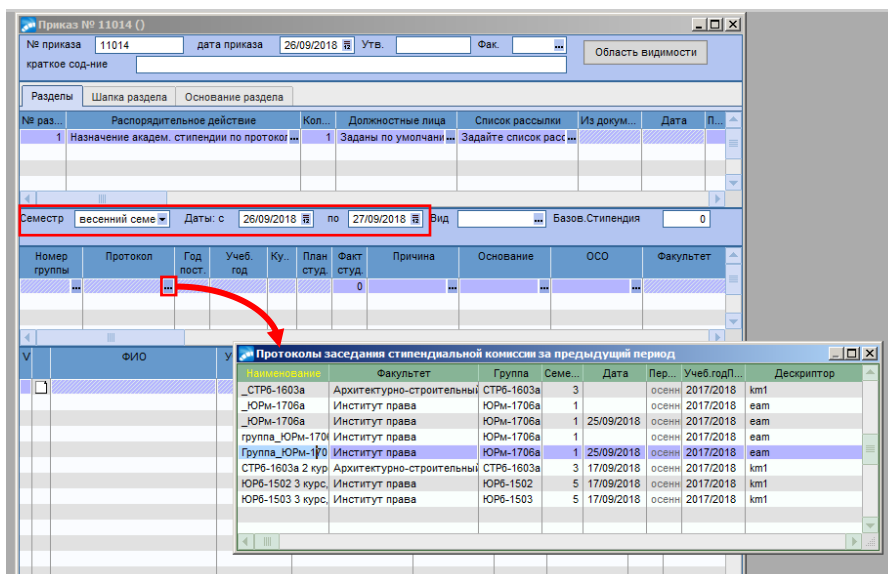 Приказ № 11014 ()
№ приказа 11014 дата приказа 26/09/2018 Утв. Фак. ... Область видимости
краткое сод-ние
Разделы Шапка раздела Основание раздела
№ раз... Распорядительное действие Кол... Должностные лица Список рассылки Из докум... Дата П...
1 Назначение академ. стипендии по протокол ... 1 Заданы по умолчани ... Задайте список расс ...
Семестр весенний семе Даты: с 26/09/2018 по 27/09/2018 Вид ... Базов.Стипендия 0
Номер группы Протокол Год пост. Учеб. год Ку... План студ. Факт студ. Причина Основание ОСО Факультет
... ... 0 ... ... ...
V ФИО У
Протоколы заседания стипендиальной комиссии за предыдущий период
Наименование Факультет Группа Семе... Дата Пер... Учеб.годП... Дескриптор
_СТРб-1603а Архитектурно-строительный СТРб-1603а 3 осенн 2017/2018 km1
_ЮРм-1706а Институт права ЮРм-1706а 1 осенн 2017/2018 eam
_ЮРм-1706а Институт права ЮРм-1706а 1 25/09/2018 осенн 2017/2018 eam
группа_ЮРм-170 Институт права ЮРм-1706а 1 осенн 2017/2018 eam
Группа_ЮРм-170 Институт права ЮРм-1706а 1 25/09/2018 осенн 2017/2018 eam
СТРб-1603а 2 кур Архитектурно-строительный СТРб-1603а 3 17/09/2018 осенн 2017/2018 km1
ЮРб-1502 3 курс, Институт права ЮРб-1502 5 17/09/2018 осенн 2017/2018 km1
ЮРб-1503 3 курс, Институт права ЮРб-1503 5 17/09/2018 осенн 2017/2018 km1